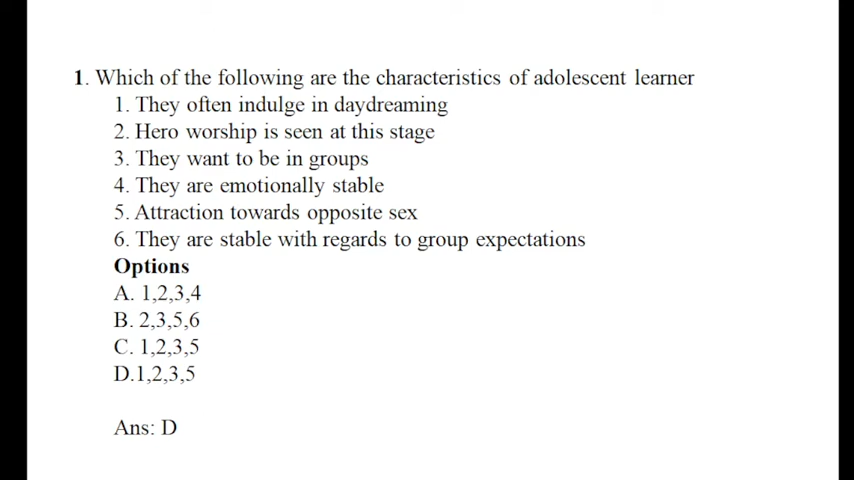 1. Which of the following are the characteristics of adolescent learner
1. They often indulge in daydreaming
2. Hero worship is seen at this stage
3. They want to be in groups
4. They are emotionally stable
5. Attraction towards opposite sex
6. They are stable with regards to group expectations
Options
A. 1,2,3,4
B. 2,3,5,6
C. 1,2,3,5
D.1,2,3,5
Ans: D